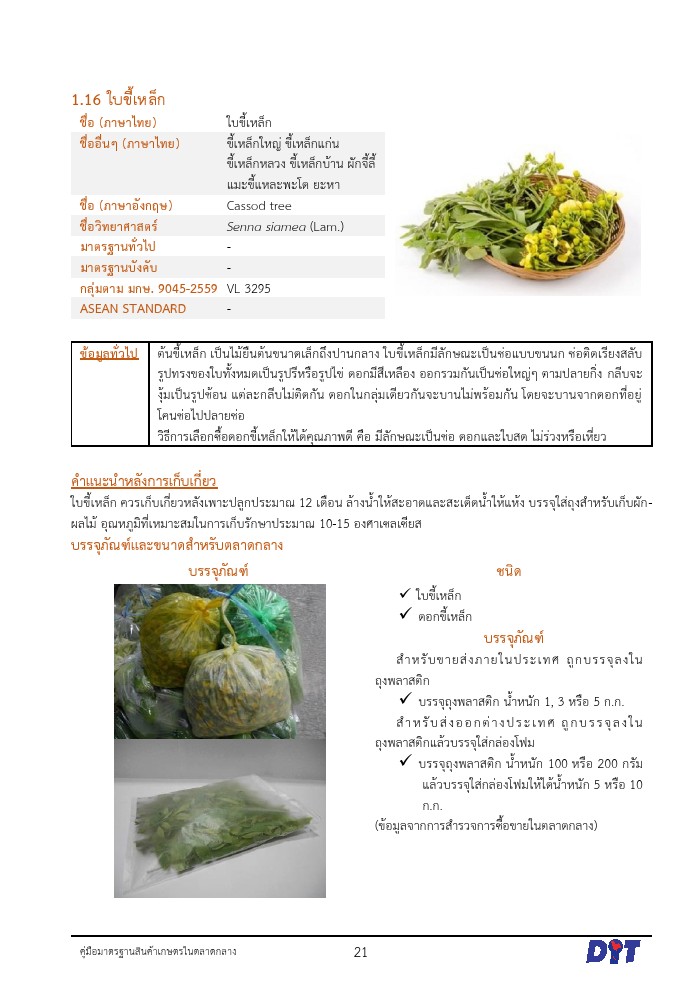 1.16 ใบขี้เหล็ก
ชื่อ (ภาษาไทย) ใบขี้เหล็ก
ชื่ออื่นๆ (ภาษาไทย) ขี้เหล็กใหญ่ ขี้เหล็กแก่น
ขี้เหล็กหลวง ขี้เหล็กบ้าน ผักจี้ลี้
แมะขี้แหละพะโด ยะหา
ชื่อ (ภาษาอังกฤษ) Cassod tree
ชื่อวิทยาศาสตร์ Senna siamea (Lam.)
มาตรฐานทั่วไป -
มาตรฐานบังคับ -
กลุ่มตาม มกษ. 9045-2559 VL 3295
ASEAN STANDARD -
ข้อมูลทั่วไป ต้นขี้เหล็ก เป็นไม้ยืนต้นขนาดเล็กถึงปานกลาง ใบขี้เหล็กมีลักษณะเป็นช่อแบบขนนก ช่อติดเรียงสลับ
รูปทรงของใบทั้งหมดเป็นรูปรีหรือรูปไข่ ดอกมีสีเหลือง ออกรวมกันเป็นช่อใหญ่ๆ ตามปลายกิ่ง กลีบจะ
งุ้มเป็นรูปช้อน แต่ละกลีบไม่ติดกัน ดอกในกลุ่มเดียวกันจะบานไม่พร้อมกัน โดยจะบานจากดอกที่อยู่
โคนช่อไปปลายช่อ
วิธีการเลือกซื้อดอกขี้เหล็กให้ได้คุณภาพดี คือ มีลักษณะเป็นช่อ ดอกและใบสด ไม่ร่วงหรือเหี่ยว
คำแนะนำหลังการเก็บเกี่ยว
ใบขี้เหล็ก ควรเก็บเกี่ยวหลังเพาะปลูกประมาณ 12 เดือน ล้างน้ำให้สะอาดและสะเด็ดน้ำให้แห้ง บรรจุใส่ถุงสำหรับเก็บผัก-
ผลไม้ อุณหภูมิที่เหมาะสมในการเก็บรักษาประมาณ 10-15 องศาเซลเซียส
บรรจุภัณฑ์และขนาดสำหรับตลาดกลาง
บรรจุภัณฑ์ ชนิด
✓ ใบขี้เหล็ก
✓ ดอกขี้เหล็ก
บรรจุภัณฑ์
สำหรับขายส่งภายในประเทศ ถูกบรรจุลงใน
ถุงพลาสติก
✓ บรรจุถุงพลาสติก น้ำหนัก 1, 3 หรือ 5 ก.ก.
สำหรับส่งออกต่างประเทศ ถูกบรรจุลงใน
ถุงพลาสติกแล้วบรรจุใส่กล่องโฟม
✓ บรรจุถุงพลาสติก น้ำหนัก 100 หรือ 200 กรัม
แล้วบรรจุใส่กล่องโฟมให้ได้น้ำหนัก 5 หรือ 10
ก.ก.
(ข้อมูลจากการสำรวจการซื้อขายในตลาดกลาง)
คู่มือมาตรฐานสินค้าเกษตรในตลาดกลาง 21 DIT